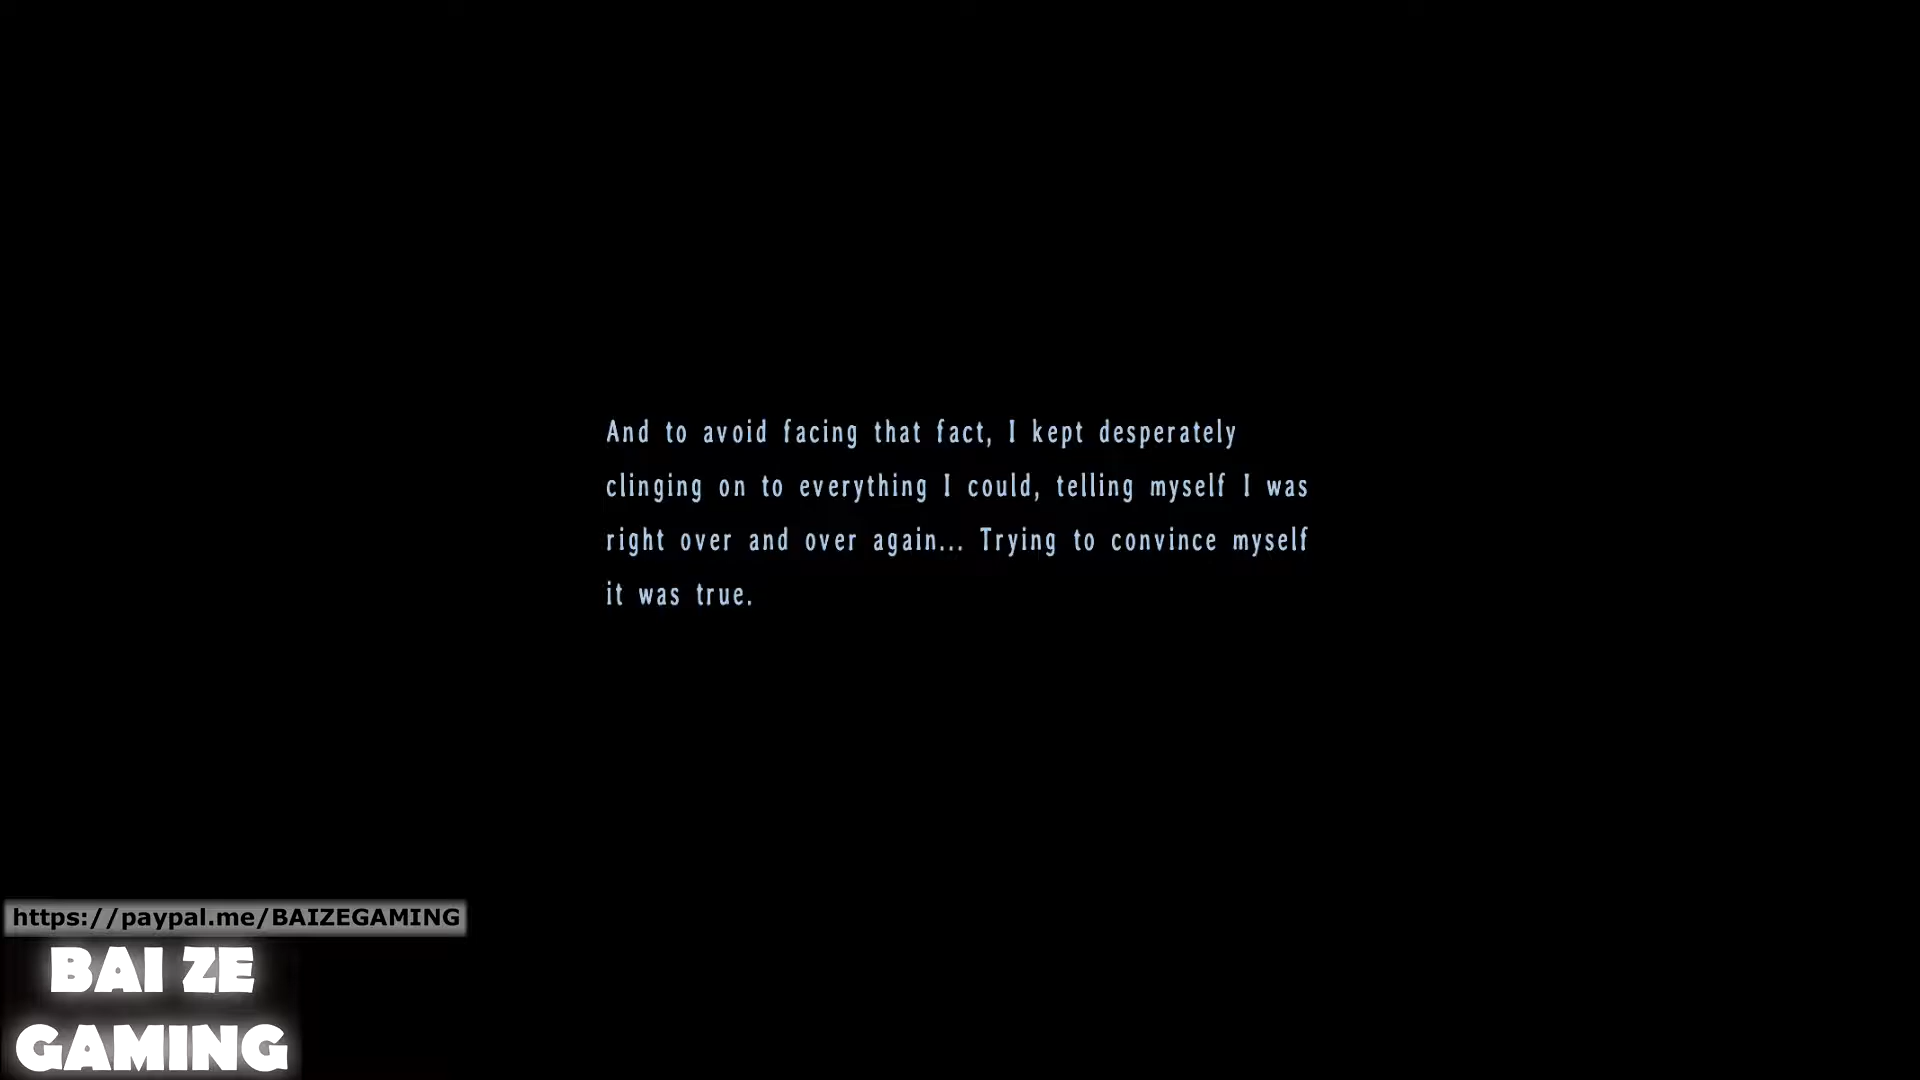 And to avoid facing that fact, I kept desperately
clinging on to everything I could, telling myself I was
right over and over again... Trying to convince myself
it was true.
https://paypal.me/BAIZEGAMING
BAI ZE
GAMING